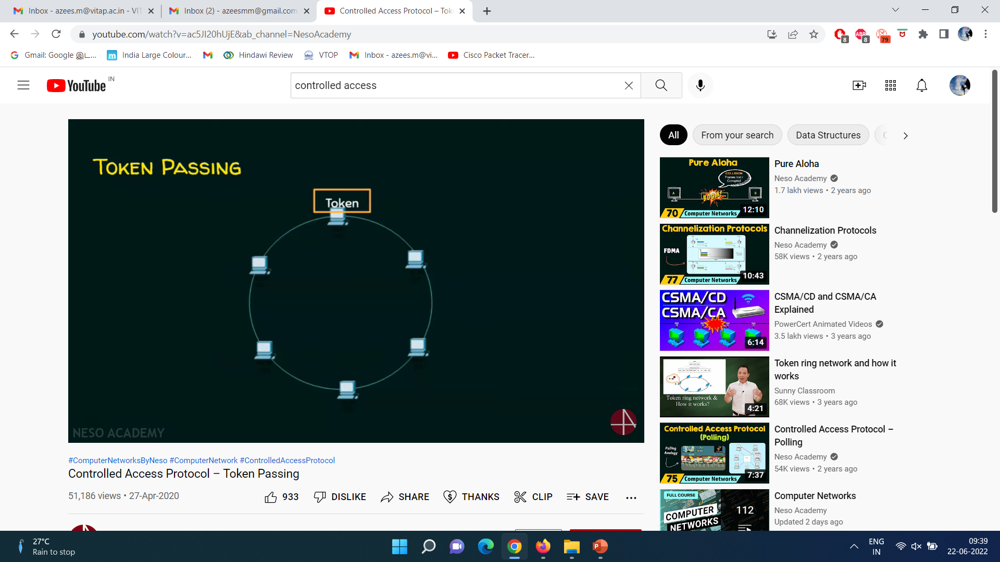 Inbox - azees.m@vitap.ac.in - VIT
Inbox (2) - azeesmm@gmail.com
Controlled Access Protocol – Tok
youtube.com/watch?v=ac5JI20hUjE&ab_channel=NesoAcademy
8
8
79
Gmail: Google இட...
India Large Colour...
Hindawi Review
VTOP
Inbox - azees.m@vi...
Cisco Packet Tracer...
YouTube IN
controlled access
TOKEN PASSING
Token
NESO ACADEMY
#ComputerNetworksByNeso #ComputerNetwork #ControlledAccessProtocol
Controlled Access Protocol – Token Passing
51,186 views • 27-Apr-2020
933
DISLIKE
SHARE
THANKS
CLIP
SAVE
All
From your search
Data Structures
Pure Aloha
COLLISION
Frames lost /
Corrupted
A
BOOM!
B
70
Computer Networks
12:10
Pure Aloha
Neso Academy
1.7 lakh views • 2 years ago
Channelization Protocols
FDMA
77
Computer Networks
10:43
Channelization Protocols
Neso Academy
58K views • 2 years ago
CSMA/CD
CSMA/CA
6:14
CSMA/CD and CSMA/CA
Explained
PowerCert Animated Videos
3.5 lakh views • 3 years ago
Token ring network &
How it works?
4:21
Token ring network and how it
works
Sunny Classroom
68K views • 3 years ago
Controlled Access Protocol
(Polling)
Polling
Analogy
75
Computer Networks
7:37
Controlled Access Protocol –
Polling
Neso Academy
54K views • 2 years ago
FULL COURSE
COMPUTER
NETWORKS
112
Computer Networks
Neso Academy
Updated 2 days ago
27°C
Rain to stop
ENG
IN
09:39
22-06-2022